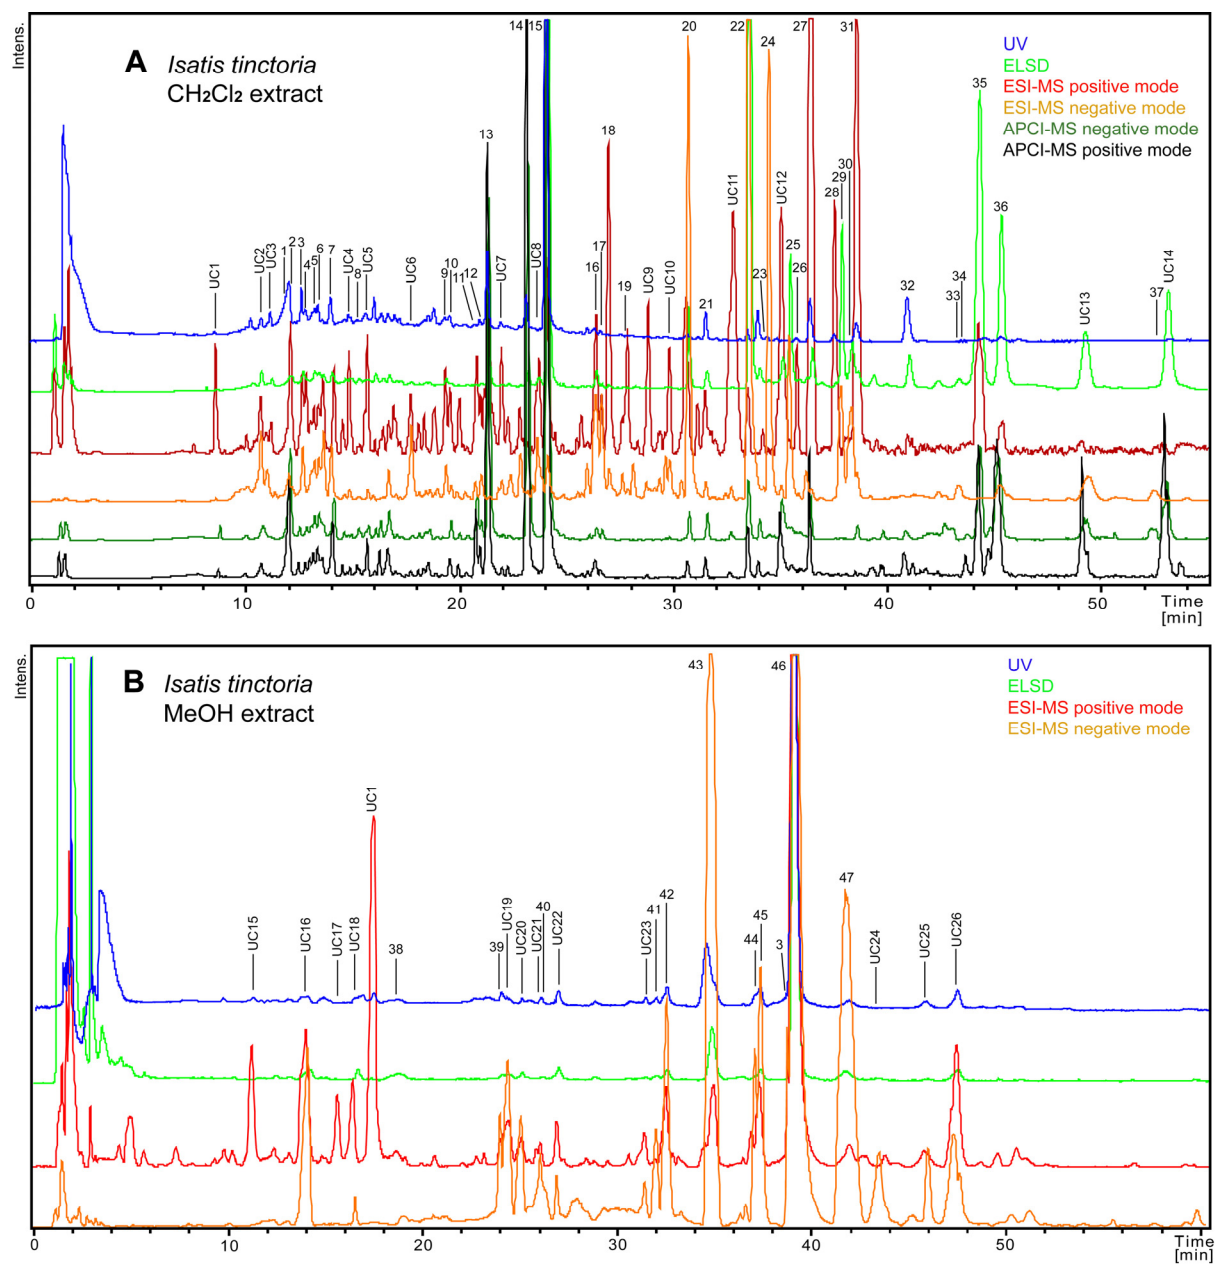 Intens.
A Isatis tinctoria
CH₂Cl₂ extract
UV
ELSD
ESI-MS positive mode
ESI-MS negative mode
APCI-MS negative mode
APCI-MS positive mode
UC1
UC2
UC3
1
2
3
4
5
6
7
UC4
8
UC5
UC6
9
10
11
12
13
UC7
14
UC8
15
16
17
18
19
UC9
UC10
20
21
UC11
22
23
24
UC12
25
26
27
28
29
30
31
32
33
34
35
36
UC13
37
UC14
0 10 20 30 40 50 Time
[min]
Intens.
B Isatis tinctoria
MeOH extract
UV
ELSD
ESI-MS positive mode
ESI-MS negative mode
UC15
UC16
UC17
UC18
UC1
38
39
UC19
UC20
UC21
40
UC22
UC23
41
42
43
44
45
3
46
47
UC24
UC25
UC26
0 10 20 30 40 50 Time
[min]